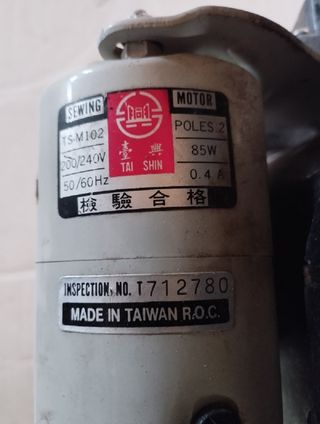 SEWING MOTOR
TS-M102 POLES.2
200/240V 臺興 85W
50/60Hz TAI SHIN 0.4 A
檢驗合格
INSPECTION, NO. T712780
MADE IN TAIWAN R.O.C.